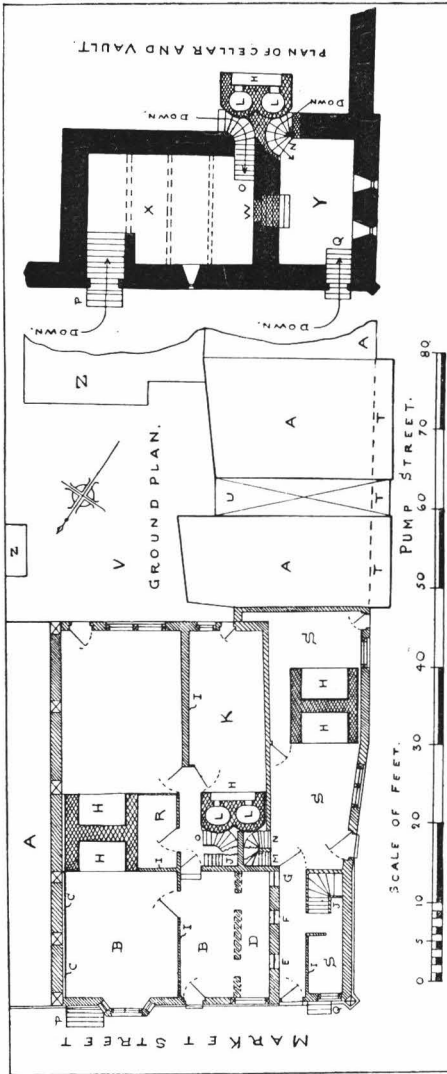 PLAN OF CELLAR AND VAULT.
GROUND PLAN.
MARKET STREET
PUMP STREET.
SCALE OF FEET.
0 5 10 20 30 40 50 60 70 80
DOWN.
DOWN.
DOWN.
DOWN.
P
X
O
W
N
Y
Q
H
L
L
A
Z
Z
V
U
A
A
A
T
T
T
P
C
C
B
H
H
R
I
I
I
B
D
J
O
L
L
H
K
I
M
N
E
F
G
J
I
S
Q
S
H
H
S